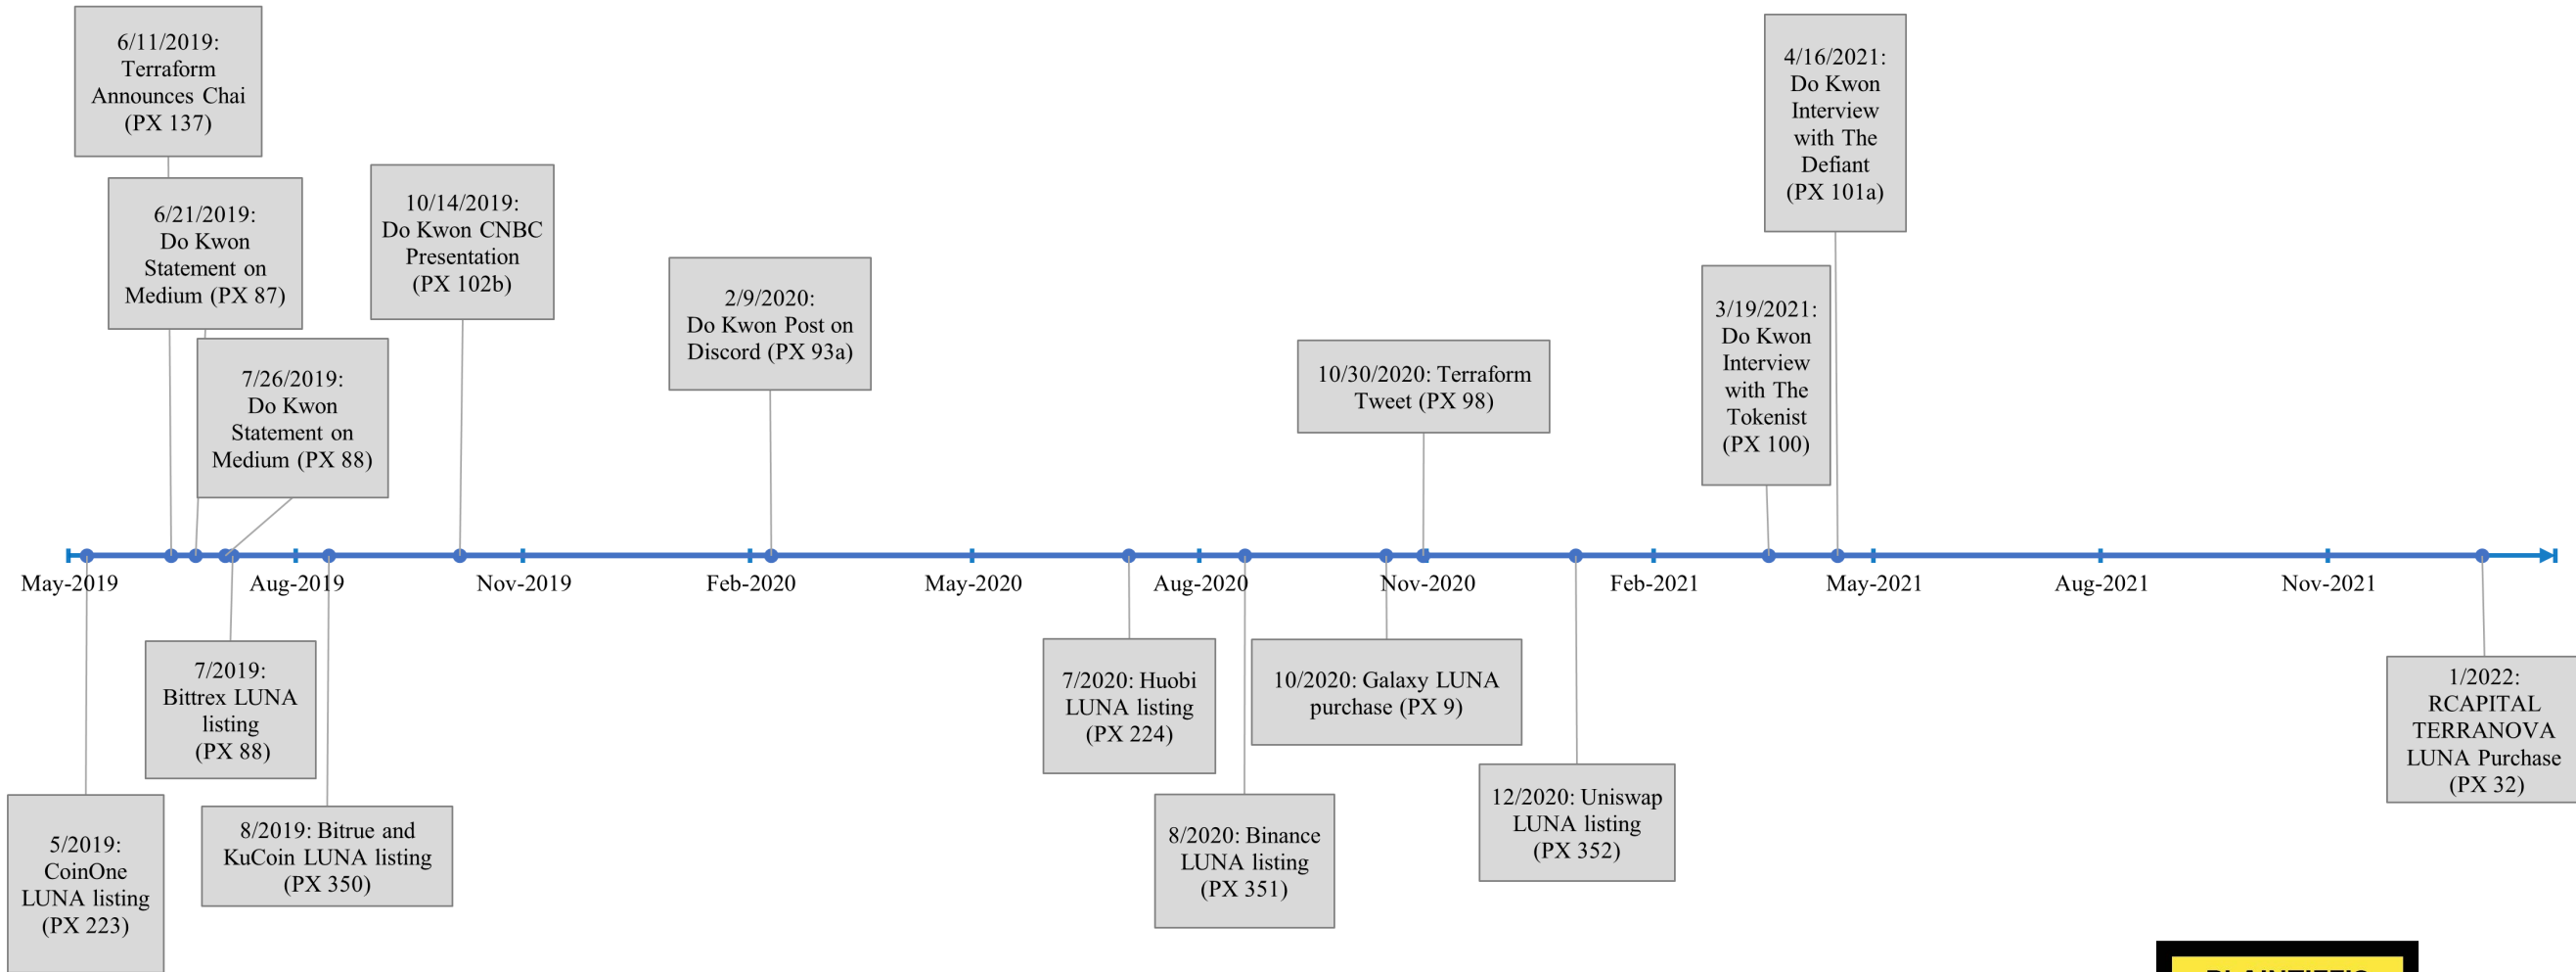 6/11/2019:
Terraform
Announces Chai
(PX 137)
6/21/2019:
Do Kwon
Statement on
Medium (PX 87)
7/26/2019:
Do Kwon
Statement on
Medium (PX 88)
10/14/2019:
Do Kwon CNBC
Presentation
(PX 102b)
2/9/2020:
Do Kwon Post on
Discord (PX 93a)
10/30/2020: Terraform
Tweet (PX 98)
3/19/2021:
Do Kwon
Interview
with The
Tokenist
(PX 100)
4/16/2021:
Do Kwon
Interview
with The
Defiant
(PX 101a)
May-2019
Aug-2019
Nov-2019
Feb-2020
May-2020
Aug-2020
Nov-2020
Feb-2021
May-2021
Aug-2021
Nov-2021
5/2019:
CoinOne
LUNA listing
(PX 223)
7/2019:
Bittrex LUNA
listing
(PX 88)
8/2019: Bitrue and
KuCoin LUNA listing
(PX 350)
7/2020: Huobi
LUNA listing
(PX 224)
8/2020: Binance
LUNA listing
(PX 351)
10/2020: Galaxy LUNA
purchase (PX 9)
12/2020: Uniswap
LUNA listing
(PX 352)
1/2022:
RCAPITAL
TERRANOVA
LUNA Purchase
(PX 32)